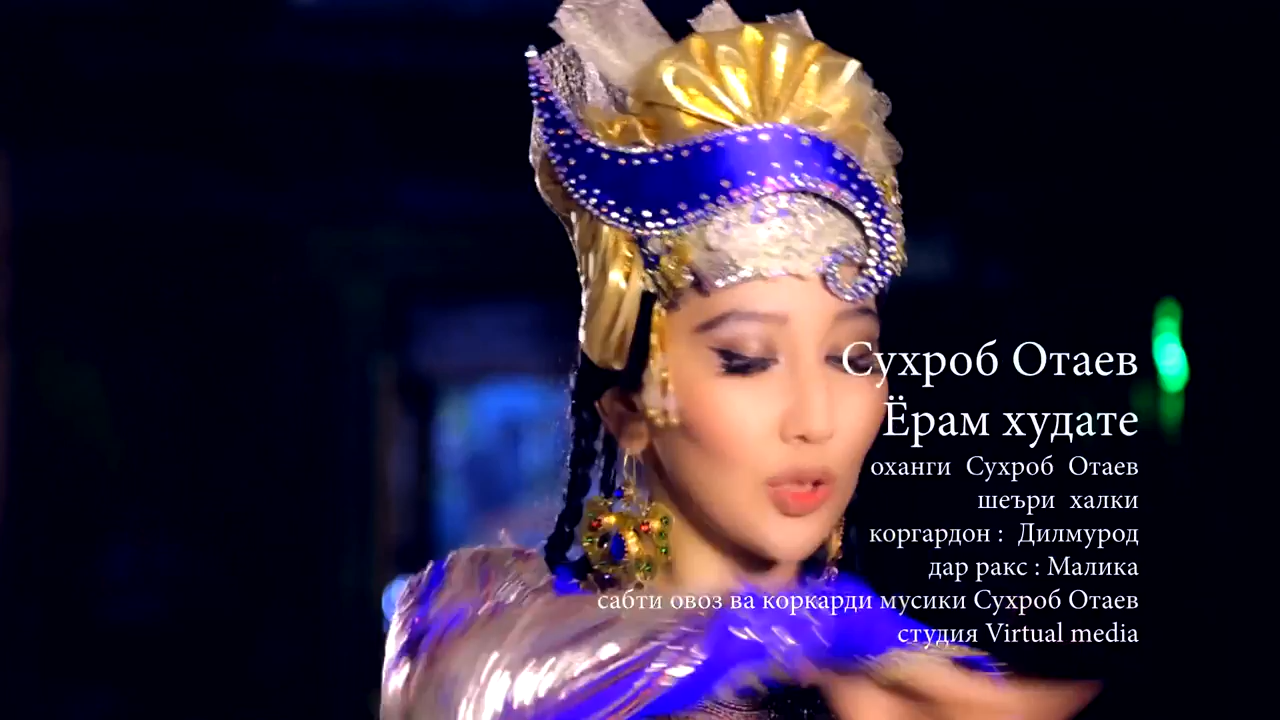 Сухроб Отаев
Ёрам худате
оханги Сухроб Отаев
шеъри халки
коргардон : Дилмурод
дар ракс : Малика
сабти овоз ва коркарди мусики Сухроб Отаев
студия Virtual media